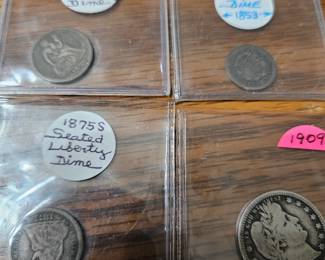 Dime
DIME
←1853→
1875S
Seated
Liberty
Dime
1909